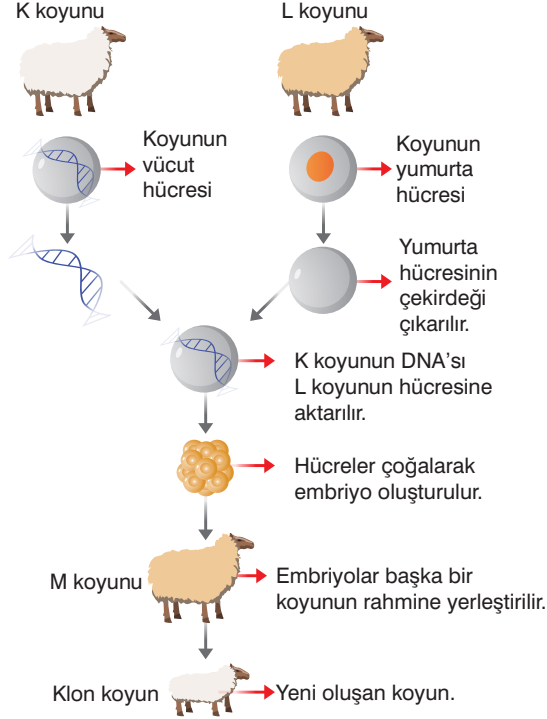 K koyunu
L koyunu
Koyunun
vücut
hücresi
Koyunun
yumurta
hücresi
Yumurta
hücresinin
çekirdeği
çıkarılır.
K koyunun DNA’sı
L koyunun hücresine
aktarılır.
Hücreler çoğalarak
embriyo oluşturulur.
M koyunu
Embriyolar başka bir
koyunun rahmine yerleştirilir.
Klon koyun
Yeni oluşan koyun.